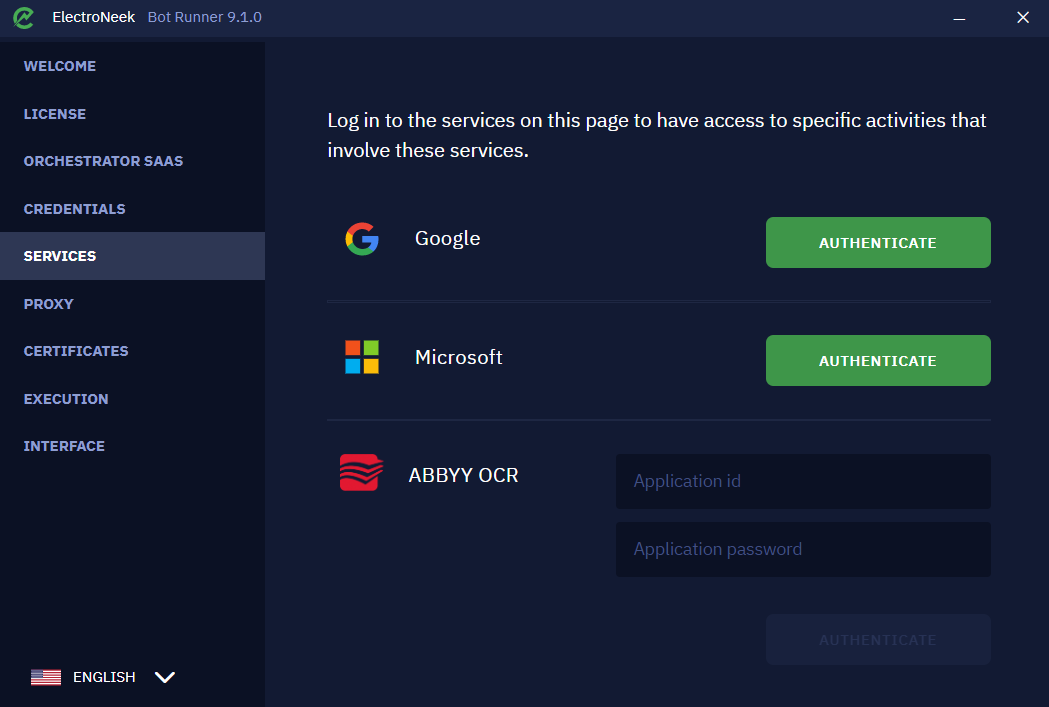 ElectroNeek Bot Runner 9.1.0
WELCOME
LICENSE
ORCHESTRATOR SAAS
CREDENTIALS
SERVICES
PROXY
CERTIFICATES
EXECUTION
INTERFACE
ENGLISH
Log in to the services on this page to have access to specific activities that
involve these services.
Google
AUTHENTICATE
Microsoft
AUTHENTICATE
ABBYY OCR
Application id
Application password
AUTHENTICATE